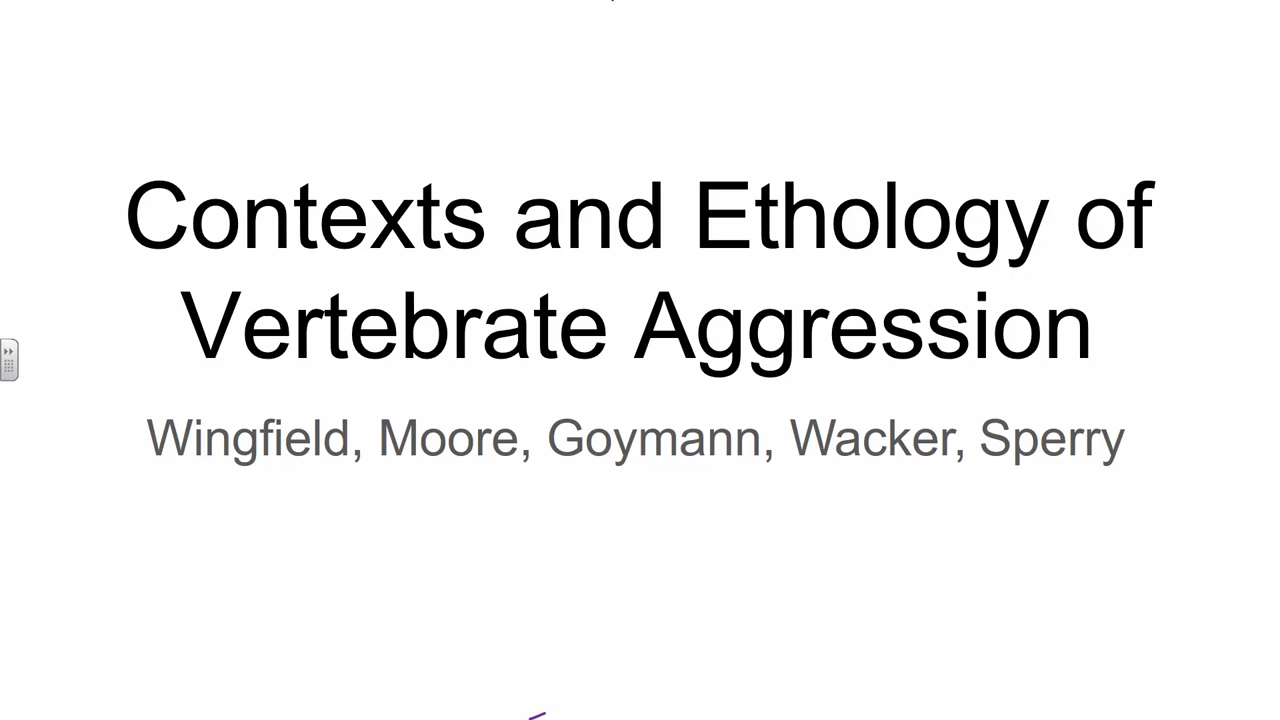 Contexts and Ethology of
Vertebrate Aggression
Wingfield, Moore, Goymann, Wacker, Sperry